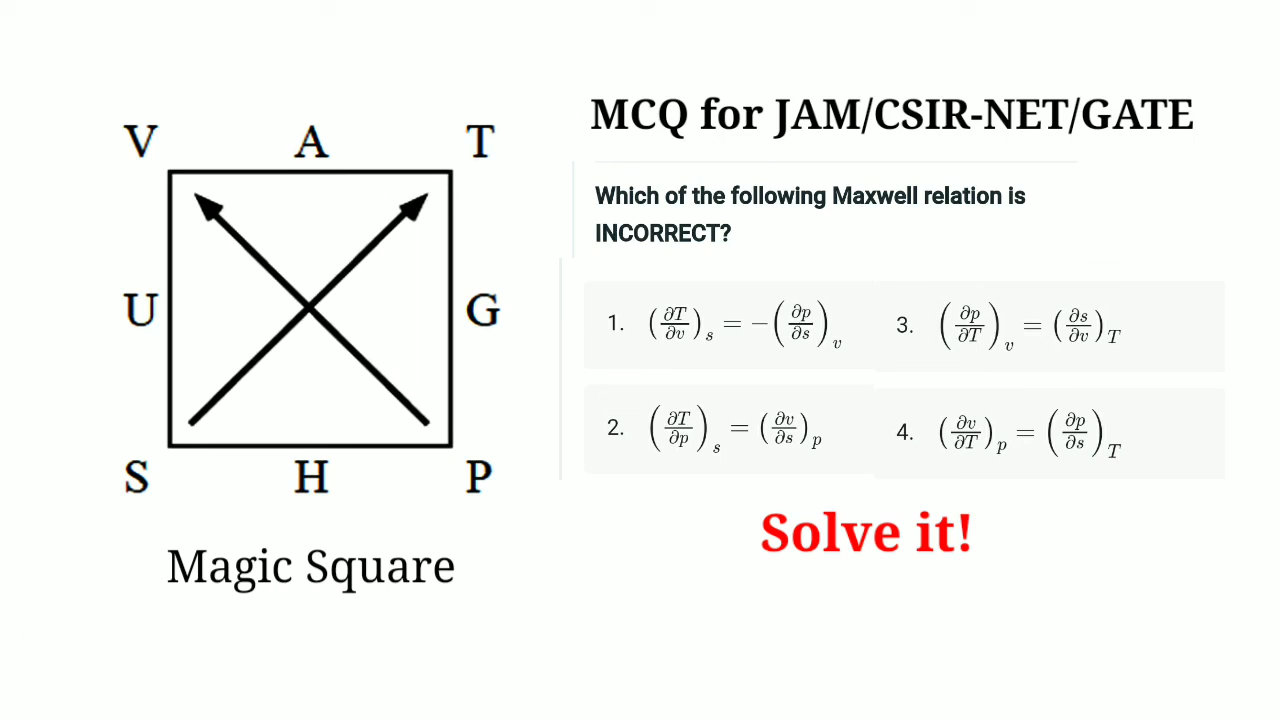 V A T
U G
S H P
Magic Square
MCQ for JAM/CSIR-NET/GATE
Which of the following Maxwell relation is
INCORRECT?
1. (∂T/∂v)_s = −(∂p/∂s)_v
2. (∂T/∂p)_s = (∂v/∂s)_p
3. (∂p/∂T)_v = (∂s/∂v)_T
4. (∂v/∂T)_p = (∂p/∂s)_T
Solve it!